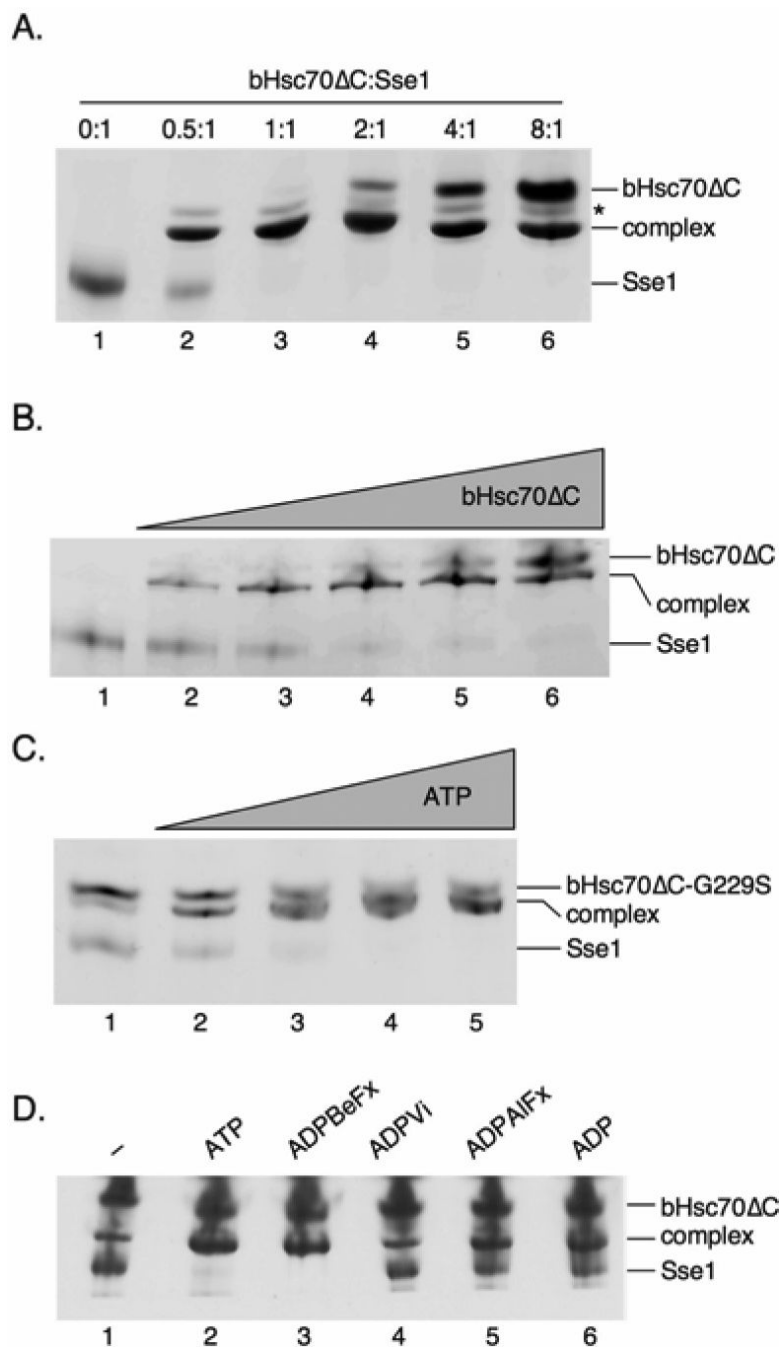 A.
bHsc70ΔC:Sse1
0:1 0.5:1 1:1 2:1 4:1 8:1
bHsc70ΔC
*
complex
Sse1
1 2 3 4 5 6
B.
bHsc70ΔC
bHsc70ΔC
complex
Sse1
1 2 3 4 5 6
C.
ATP
bHsc70ΔC-G229S
complex
Sse1
1 2 3 4 5
D.
- ATP ADPBeFx ADPVi ADPAlFx ADP
bHsc70ΔC
complex
Sse1
1 2 3 4 5 6